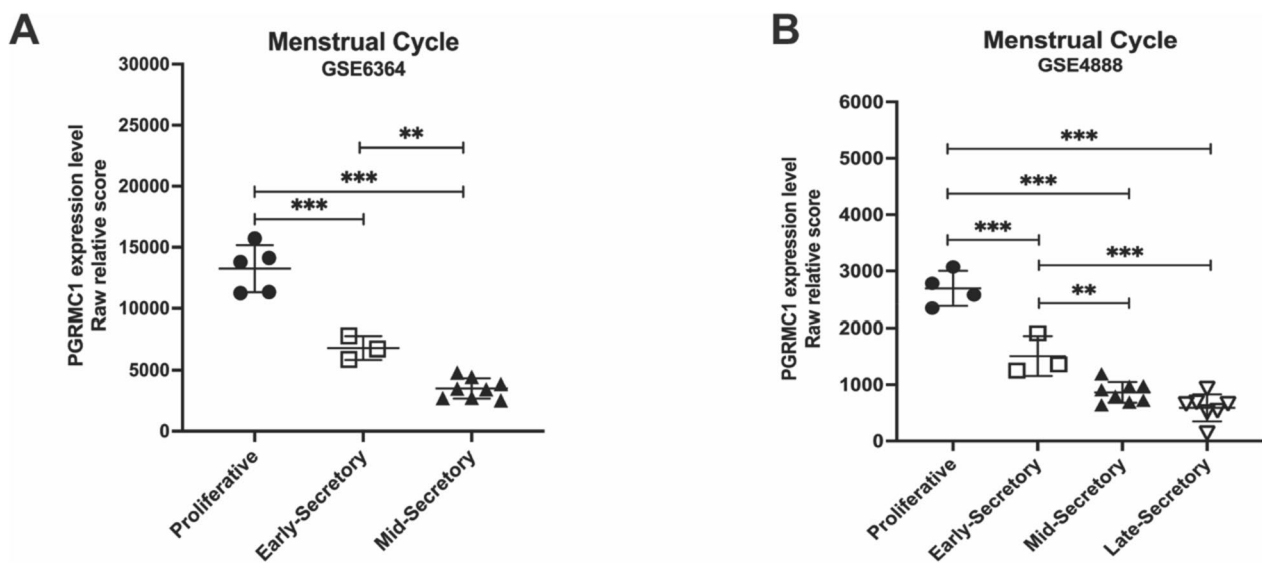 A
Menstrual Cycle
GSE6364
PGRMC1 expression level
Raw relative score
30000
25000
20000
15000
10000
5000
0
**
***
***
Proliferative
Early-Secretory
Mid-Secretory
B
Menstrual Cycle
GSE4888
PGRMC1 expression level
Raw relative score
6000
5000
4000
3000
2000
1000
0
***
***
***
***
**
Proliferative
Early-Secretory
Mid-Secretory
Late-Secretory